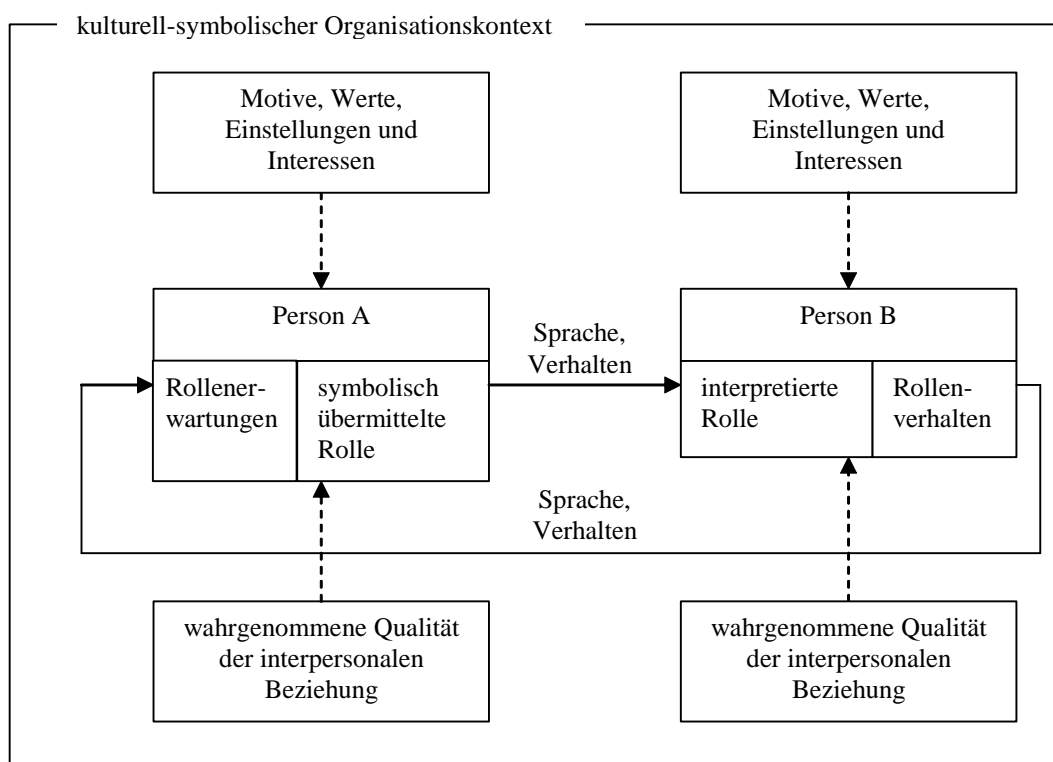 kulturell-symbolischer Organisationskontext
Motive, Werte,
Einstellungen und
Interessen
Motive, Werte,
Einstellungen und
Interessen
Person A
Rollener-
wartungen
symbolisch
übermittelte
Rolle
Sprache,
Verhalten
Person B
interpretierte
Rolle
Rollen-
verhalten
Sprache,
Verhalten
wahrgenommene Qualität
der interpersonalen
Beziehung
wahrgenommene Qualität
der interpersonalen
Beziehung